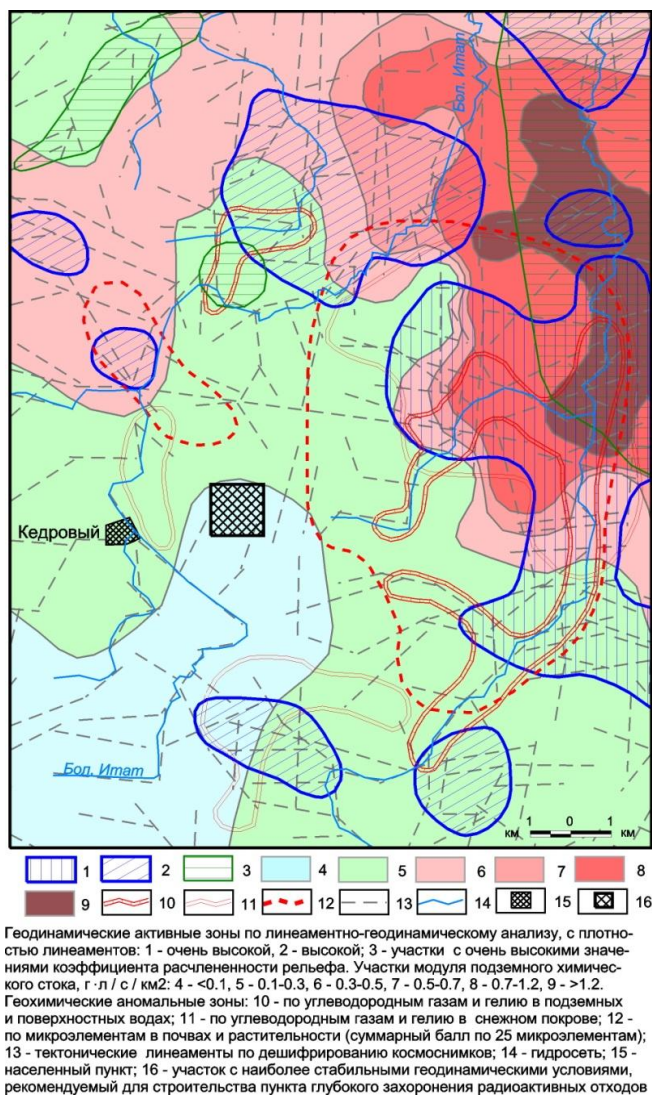 Бол. Итат
Кедровый
Бол. Итат
1 0 1
км км
1 2 3 4 5 6 7 8
9 10 11 12 13 14 15 16
Геодинамические активные зоны по линеаментно-геодинамическому анализу, с плотно-
стью линеаментов: 1 - очень высокой, 2 - высокой; 3 - участки с очень высокими значе-
ниями коэффициента расчлененности рельефа. Участки модуля подземного химичес-
кого стока, г ·л / с / км2: 4 - <0.1, 5 - 0.1-0.3, 6 - 0.3-0.5, 7 - 0.5-0.7, 8 - 0.7-1.2, 9 - >1.2.
Геохимические аномальные зоны: 10 - по углеводородным газам и гелию в подземных
и поверхностных водах; 11 - по углеводородным газам и гелию в снежном покрове; 12 -
по микроэлементам в почвах и растительности (суммарный балл по 25 микроэлементам);
13 - тектонические линеаменты по дешифрированию космоснимков; 14 - гидросеть; 15 -
населенный пункт; 16 - участок с наиболее стабильными геодинамическими условиями,
рекомендуемый для строительства пункта глубокого захоронения радиоактивных отходов